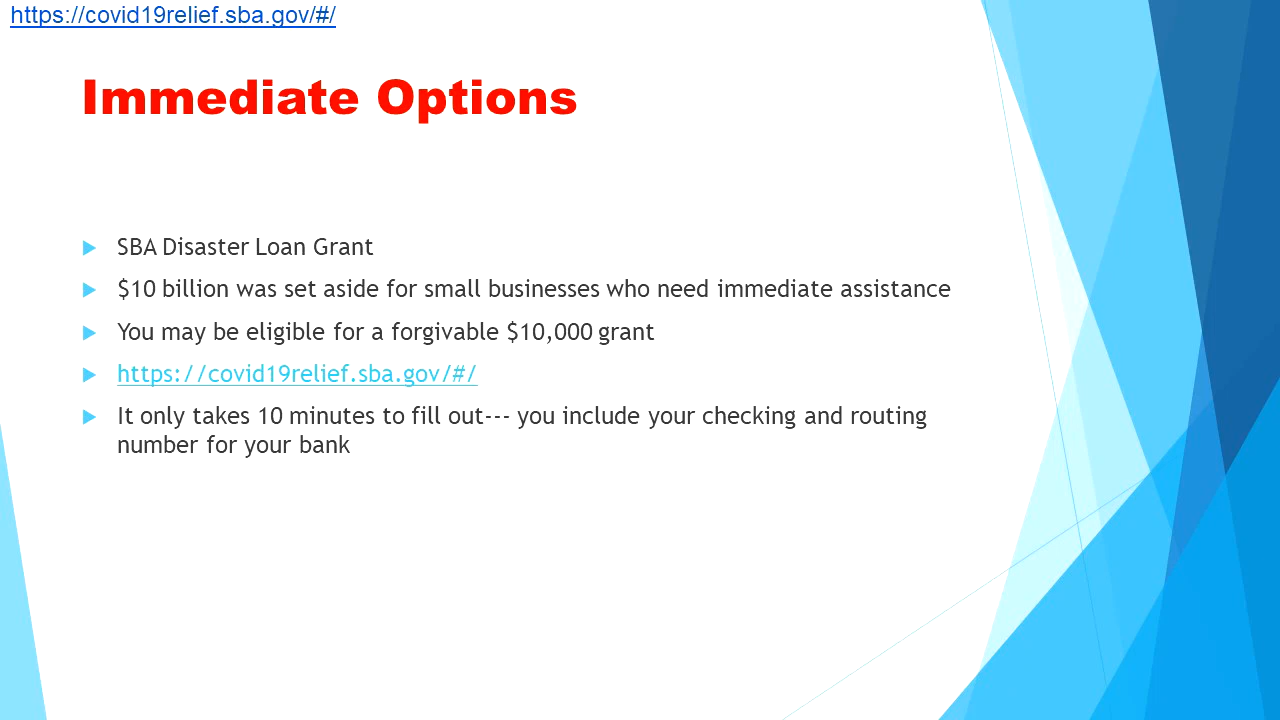 https://covid19relief.sba.gov/#/
Immediate Options
SBA Disaster Loan Grant
$10 billion was set aside for small businesses who need immediate assistance
You may be eligible for a forgivable $10,000 grant
https://covid19relief.sba.gov/#/
It only takes 10 minutes to fill out--- you include your checking and routing
number for your bank